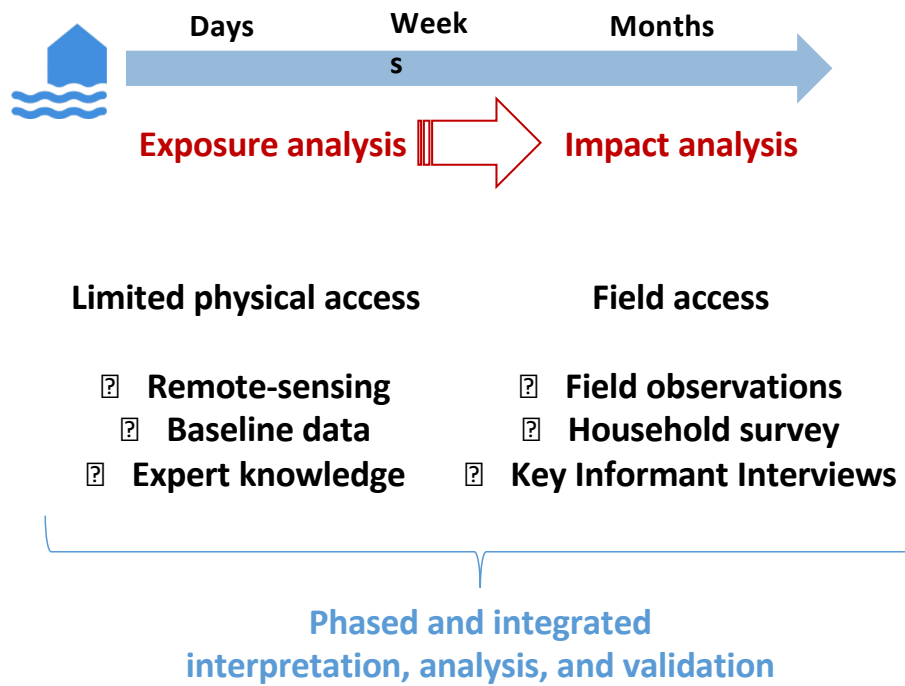 Days Week Months
s
Exposure analysis Impact analysis
Limited physical access Field access
⍰ Remote-sensing ⍰ Field observations
⍰ Baseline data ⍰ Household survey
⍰ Expert knowledge ⍰ Key Informant Interviews
Phased and integrated
interpretation, analysis, and validation